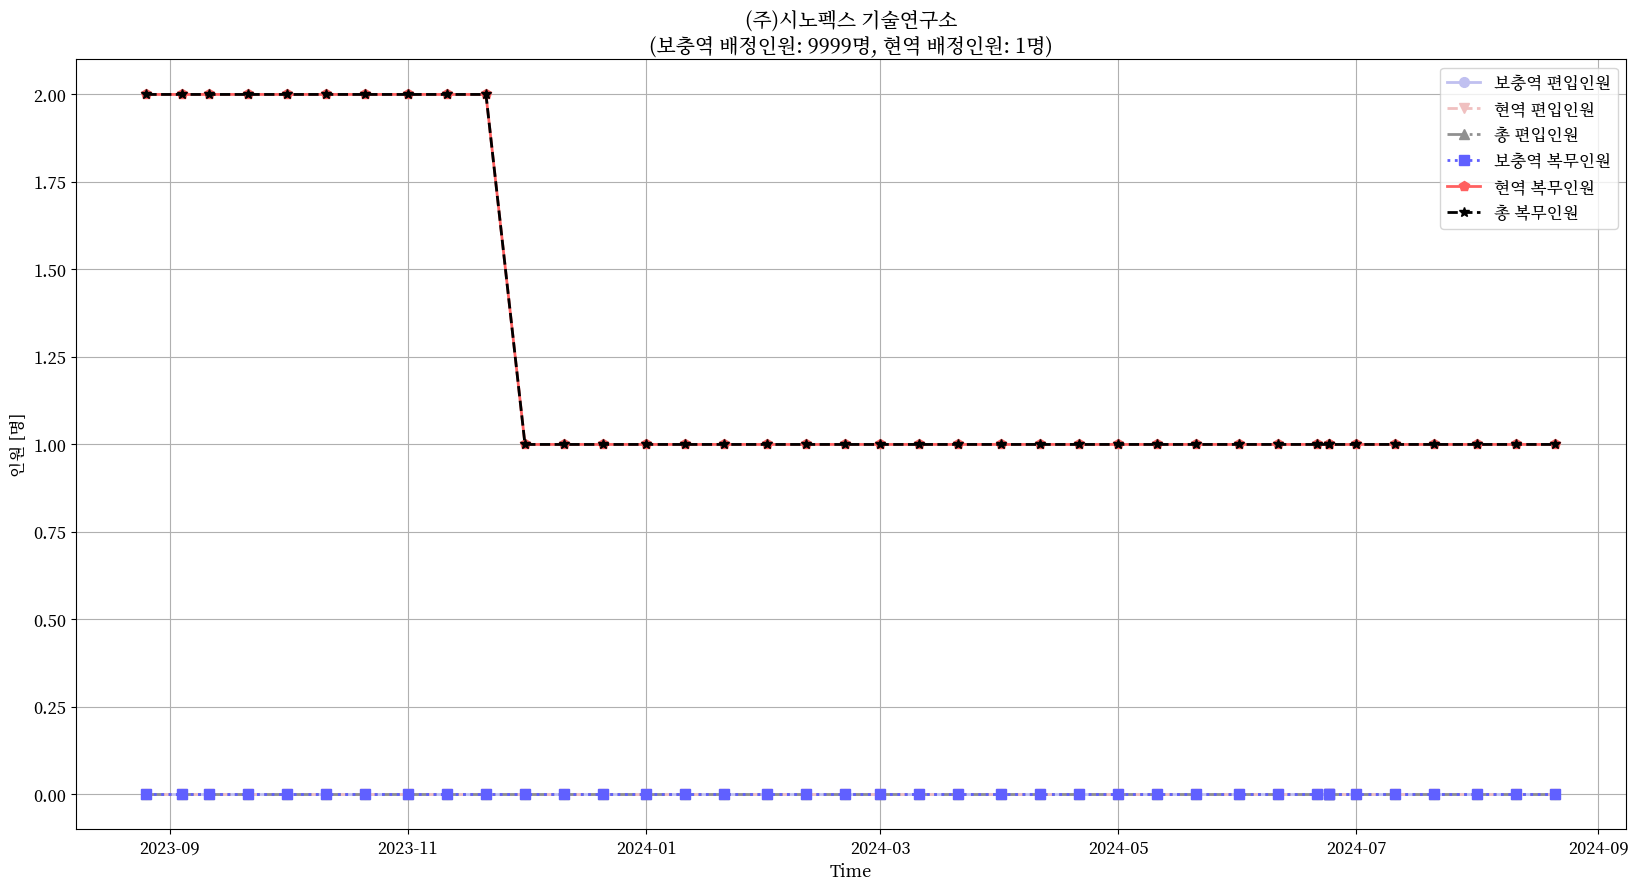 (주)시노펙스 기술연구소
(보충역 배정인원: 9999명, 현역 배정인원: 1명)
보충역 편입인원
현역 편입인원
총 편입인원
보충역 복무인원
현역 복무인원
총 복무인원
2.00
1.75
1.50
1.25
1.00
0.75
0.50
0.25
0.00
인원 [명]
2023-09
2023-11
2024-01
2024-03
2024-05
2024-07
2024-09
Time